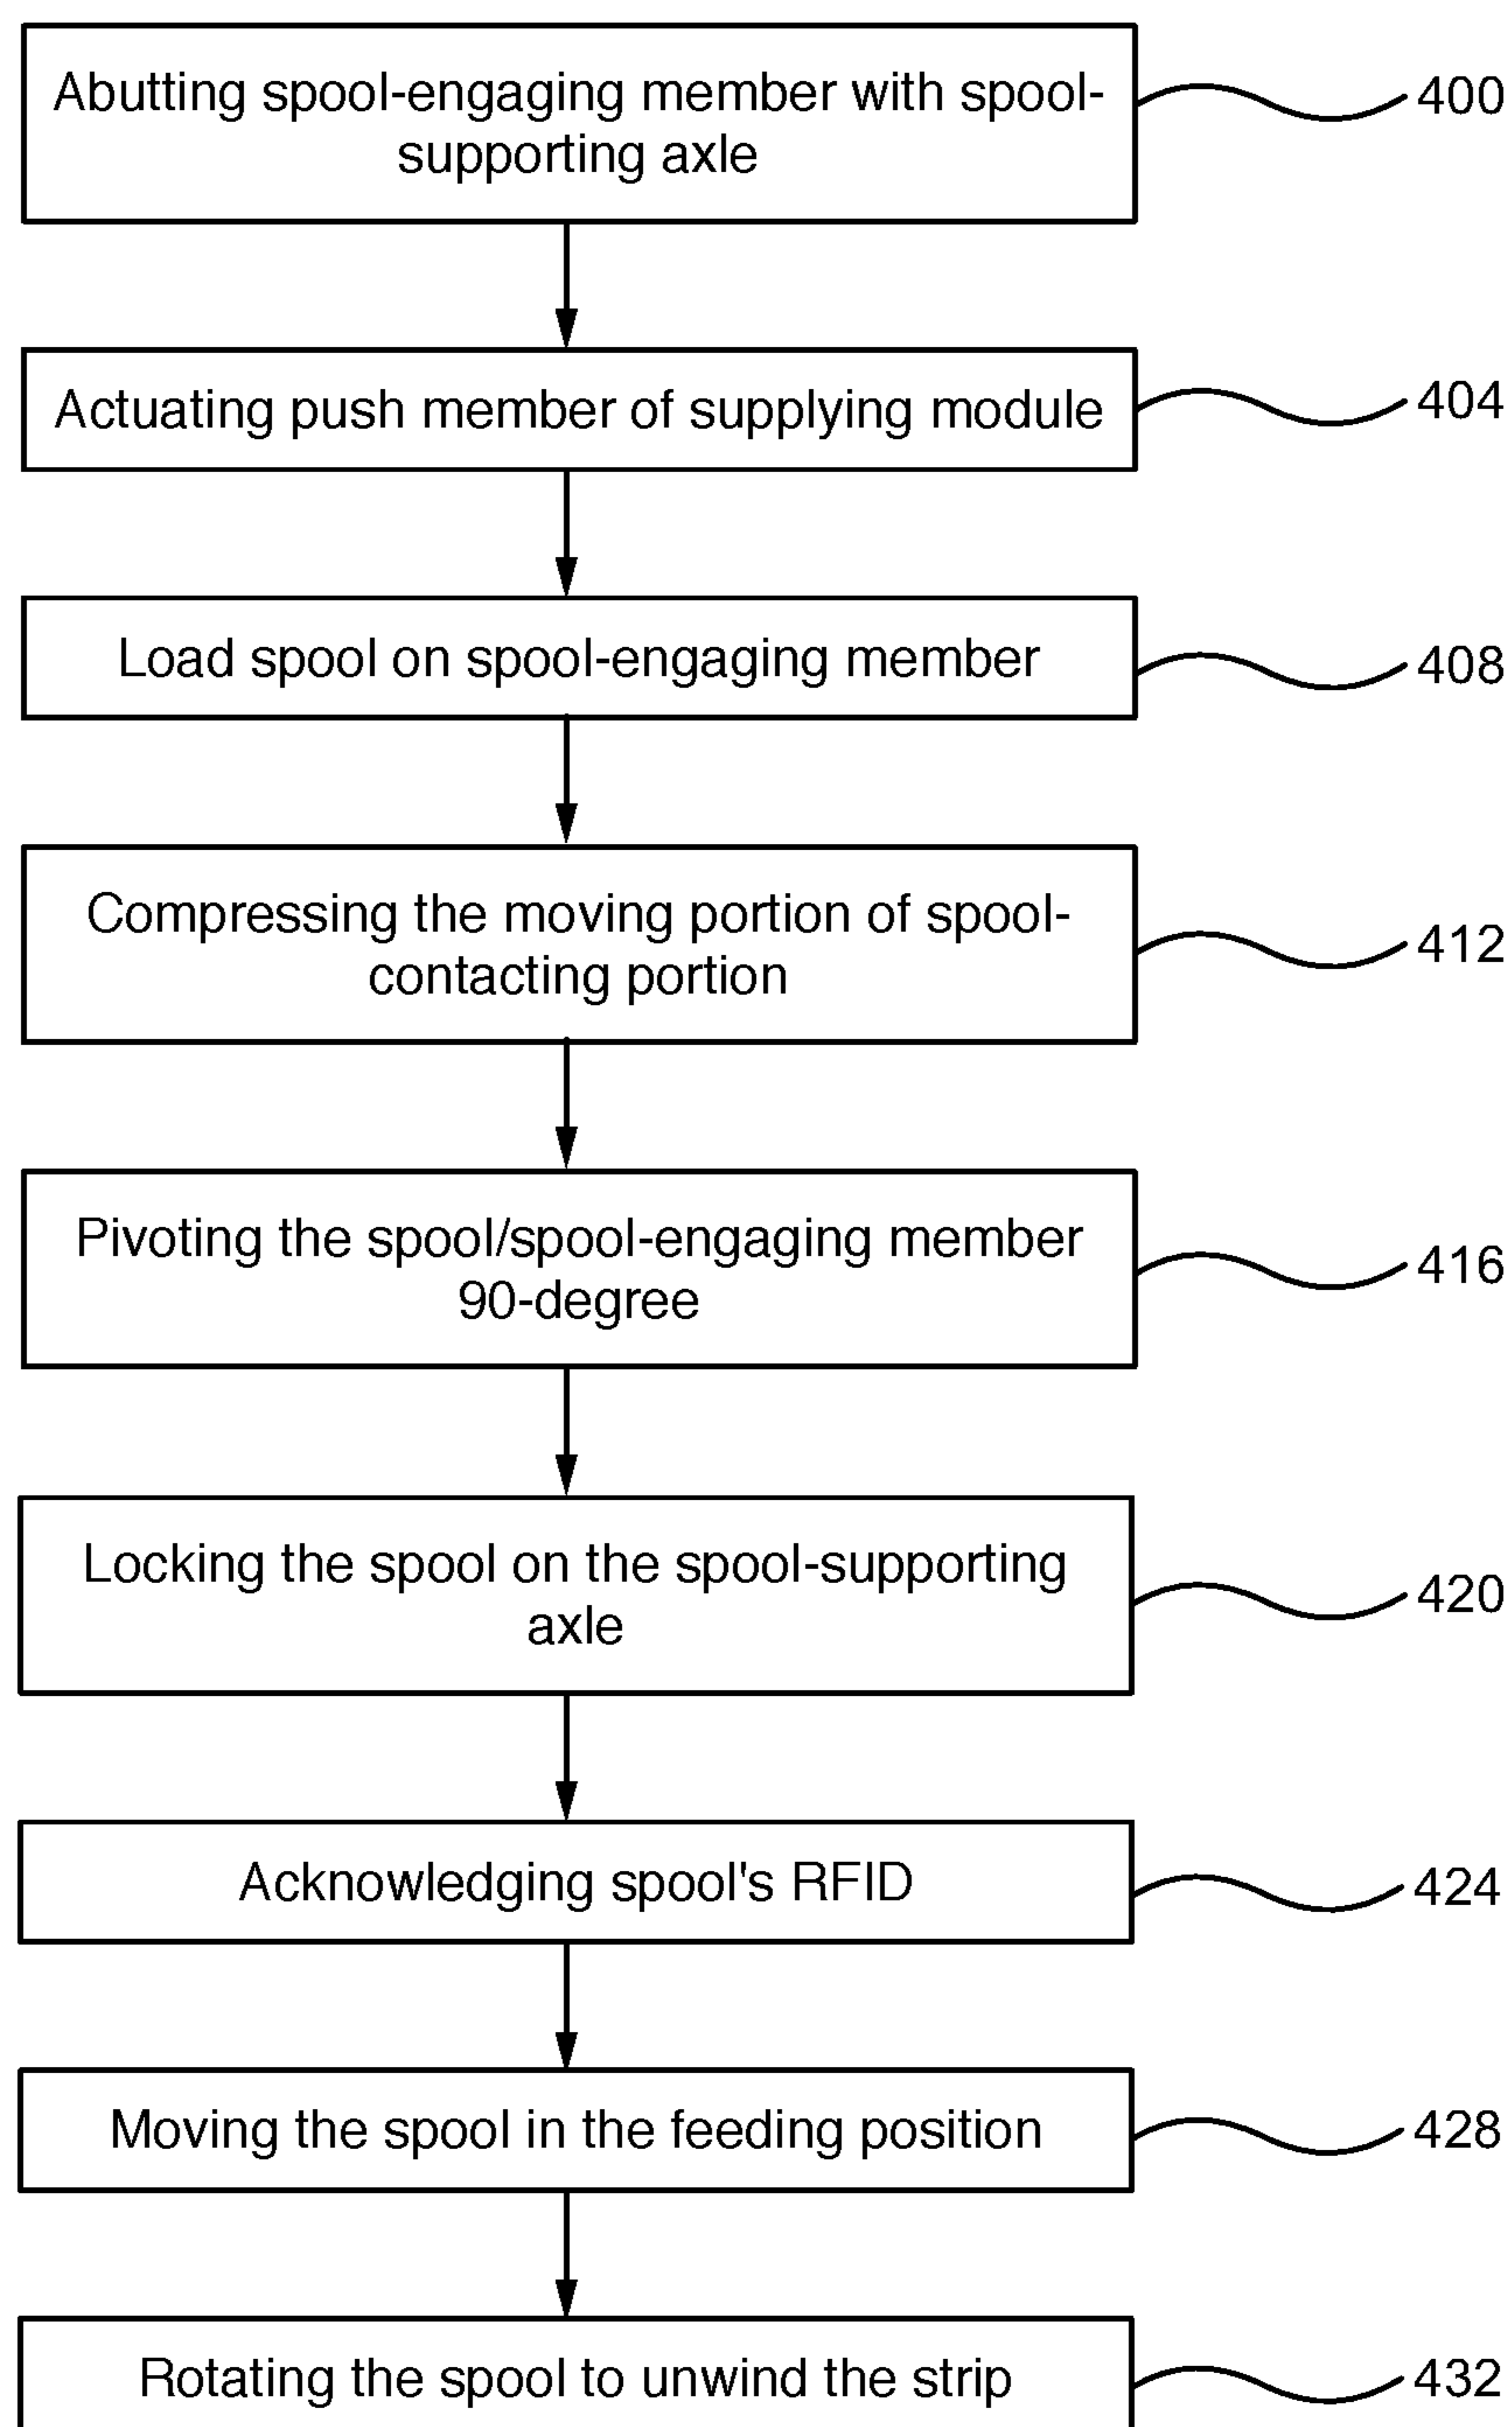 Abutting spool-engaging member with spool-
400
supporting axle
Actuating push member of supplying module
404
Load spool on spool-engaging member
408
Compressing the moving portion of spool-
412
contacting portion
Pivoting the spool/spool-engaging member
416
90-degree
Locking the spool on the spool-supporting
420
axle
Acknowledging spool's RFID
424
Moving the spool in the feeding position
428
Rotating the spool to unwind the strip
432